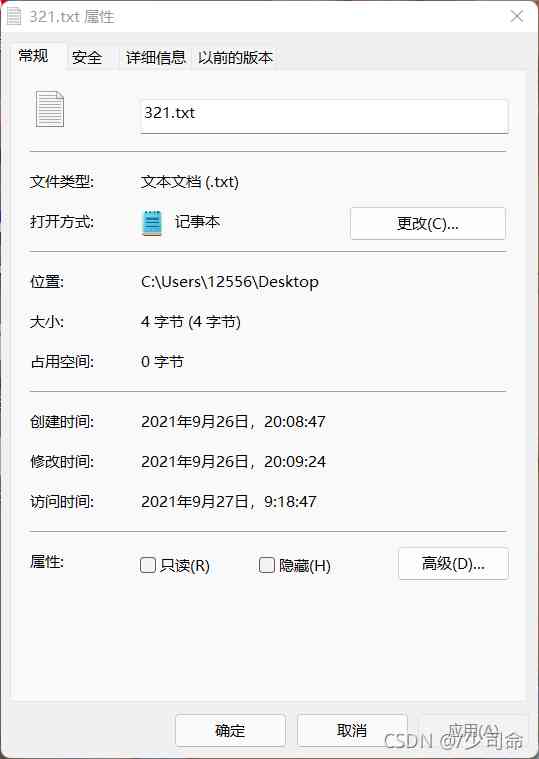 321.txt 属性
常规 安全 详细信息 以前的版本
321.txt
文件类型: 文本文档 (.txt)
打开方式: 记事本 更改(C)...
位置: C:\Users\12556\Desktop
大小: 4 字节 (4 字节)
占用空间: 0 字节
创建时间: 2021年9月26日，20:08:47
修改时间: 2021年9月26日，20:09:24
访问时间: 2021年9月27日，9:18:47
属性: 只读(R) 隐藏(H) 高级(D)...
确定 取消 应用(A)
CSDN @7少司命